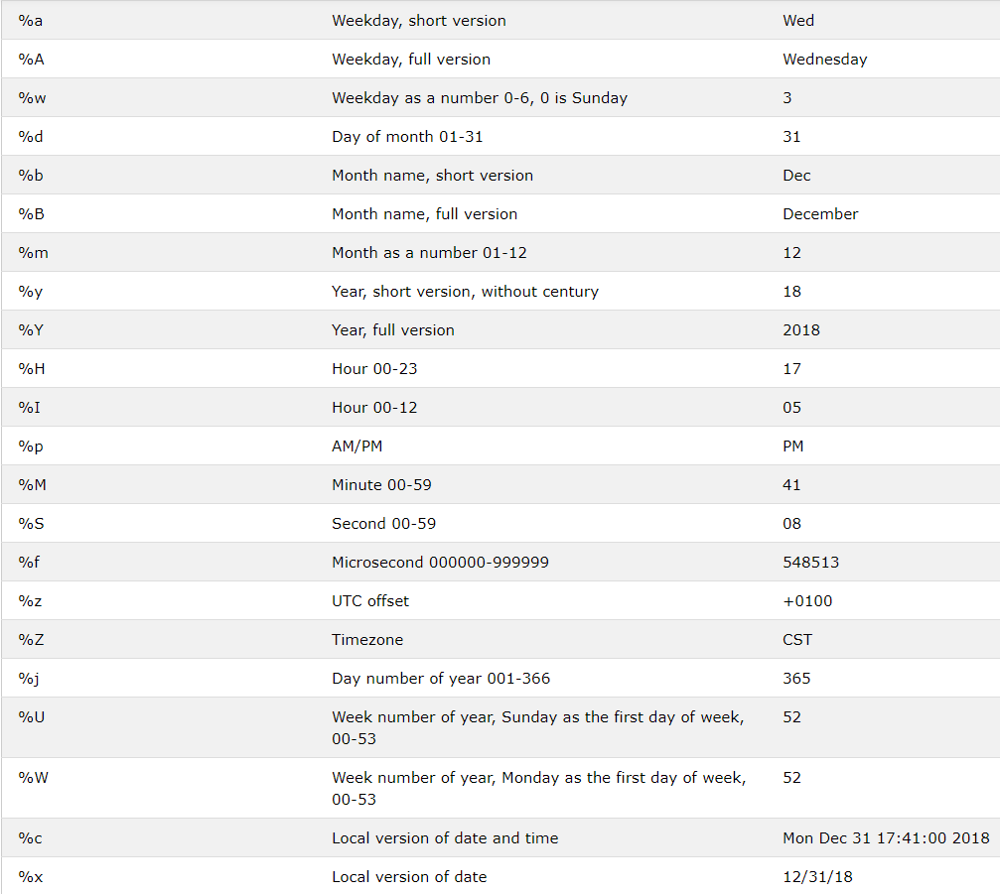 %a Weekday, short version Wed
%A Weekday, full version Wednesday
%w Weekday as a number 0-6, 0 is Sunday 3
%d Day of month 01-31 31
%b Month name, short version Dec
%B Month name, full version December
%m Month as a number 01-12 12
%y Year, short version, without century 18
%Y Year, full version 2018
%H Hour 00-23 17
%I Hour 00-12 05
%p AM/PM PM
%M Minute 00-59 41
%S Second 00-59 08
%f Microsecond 000000-999999 548513
%z UTC offset +0100
%Z Timezone CST
%j Day number of year 001-366 365
%U Week number of year, Sunday as the first day of week, 52
00-53
%W Week number of year, Monday as the first day of week, 52
00-53
%c Local version of date and time Mon Dec 31 17:41:00 2018
%x Local version of date 12/31/18